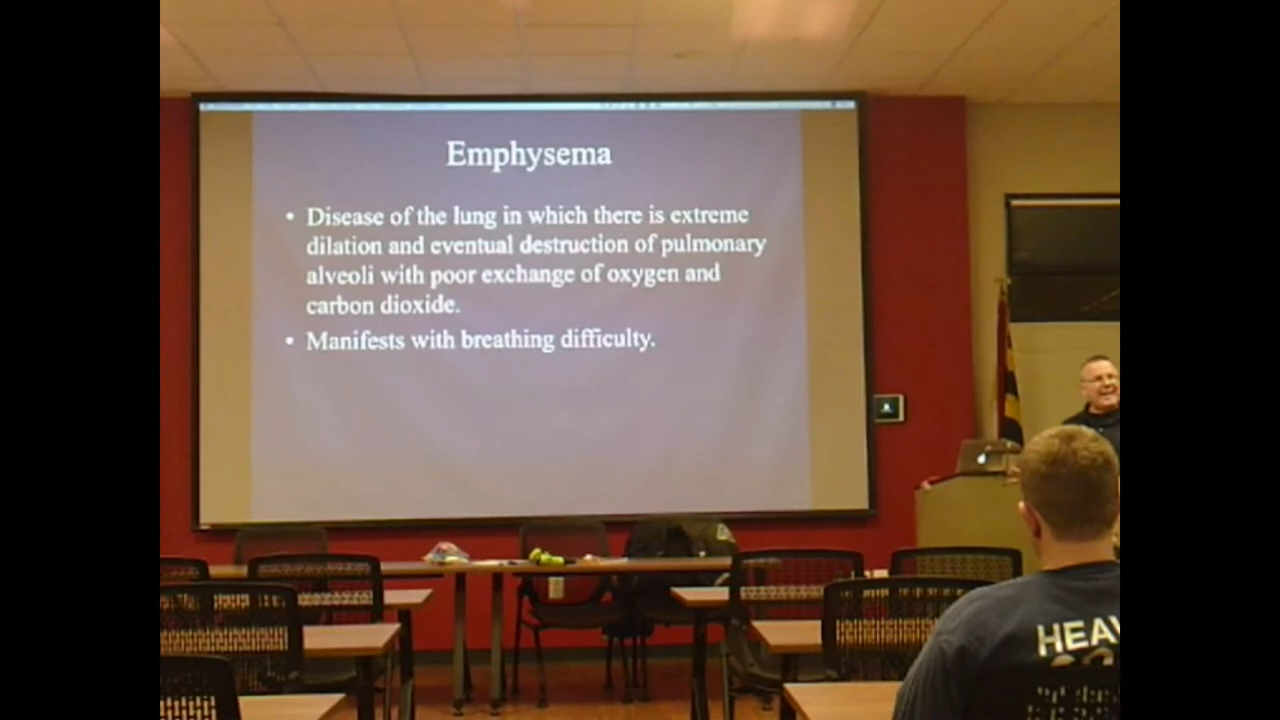 Emphysema
• Disease of the lung in which there is extreme
dilation and eventual destruction of pulmonary
alveoli with poor exchange of oxygen and
carbon dioxide.
• Manifests with breathing difficulty.